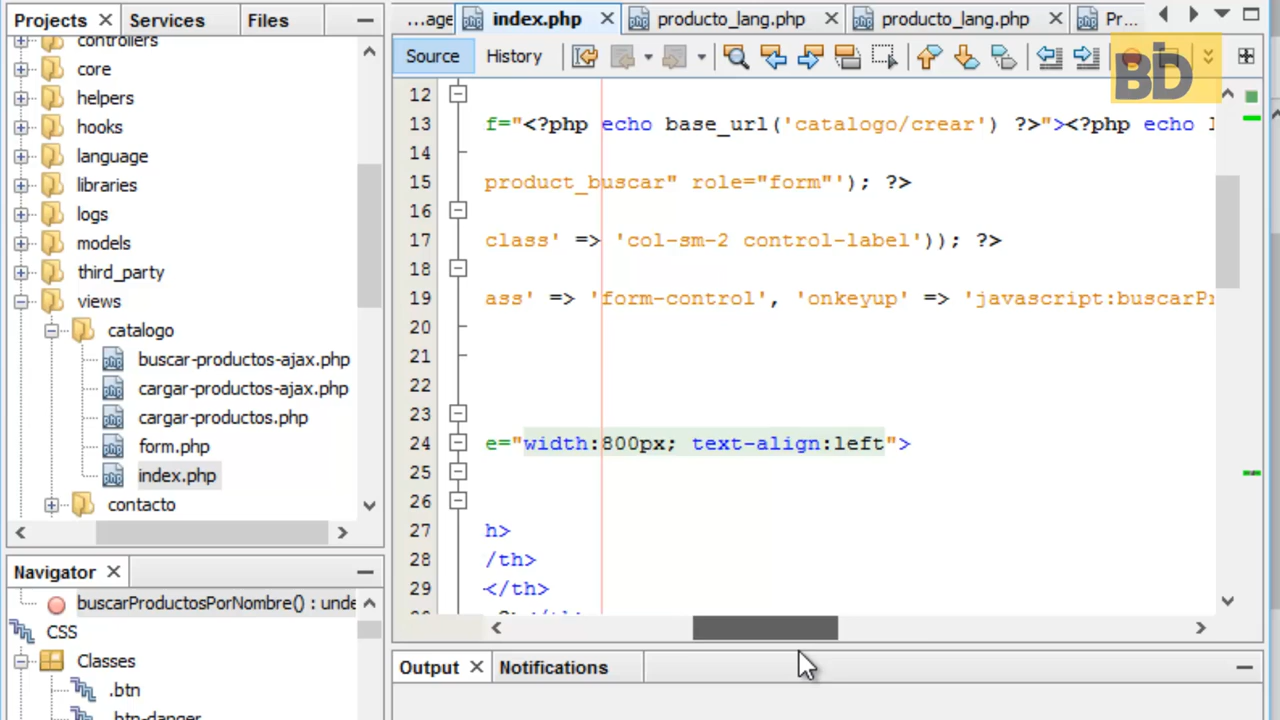 Projects Services Files
controllers
core
helpers
hooks
language
libraries
logs
models
third_party
views
catalogo
buscar-productos-ajax.php
cargar-productos-ajax.php
cargar-productos.php
form.php
index.php
contacto
Navigator
buscarProductosPorNombre() : unde
CSS
Classes
.btn
.btn-danger
...age index.php producto_lang.php producto_lang.php Pr...
Source History
BD
12
13 f="<?php echo base_url('catalogo/crear') ?>"><?php echo l
14
15 product_buscar" role="form"'); ?>
16
17 class' => 'col-sm-2 control-label')); ?>
18
19 ass' => 'form-control', 'onkeyup' => 'javascript:buscarPr
20
21
22
23
24 e="width:800px; text-align:left">
25
26
27 h>
28 /th>
29 </th>
Output Notifications